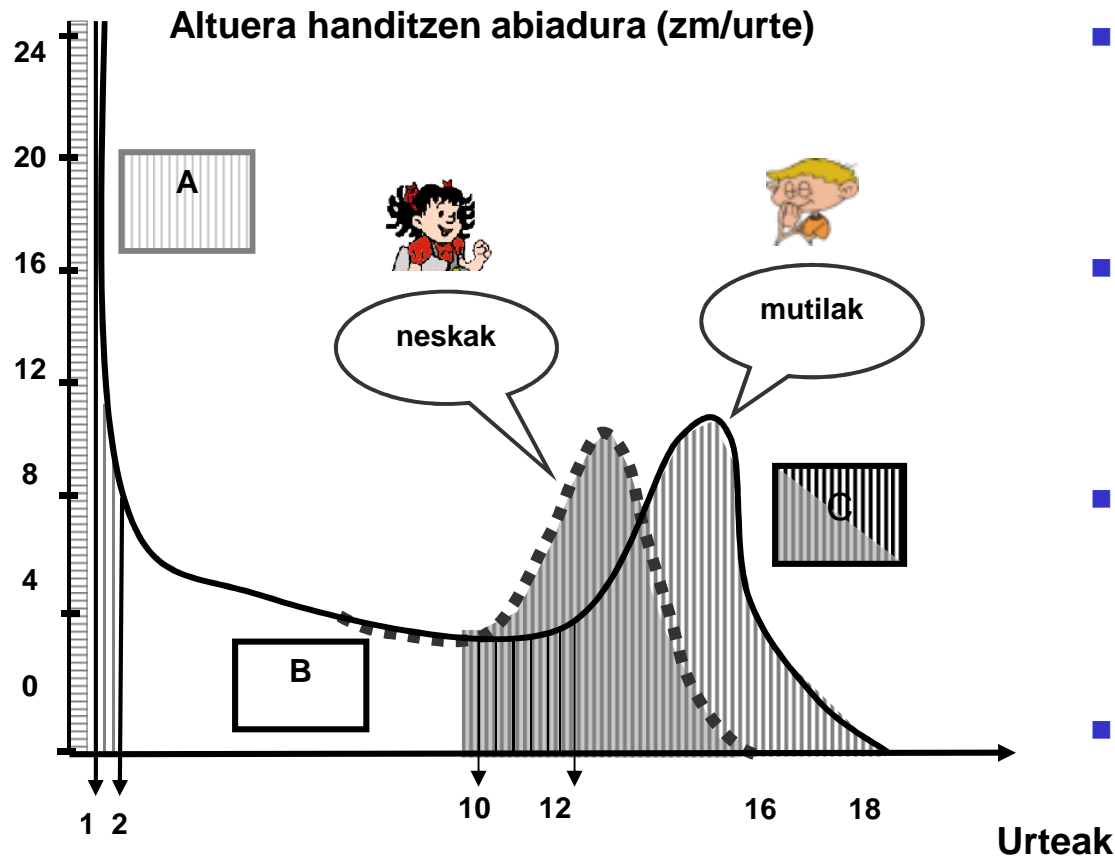 Altuera handitzen abiadura (zm/urte)
24
20
A
16
neskak
mutilak
12
8
C
4
B
0
1 2 10 12 16 18
Urteak